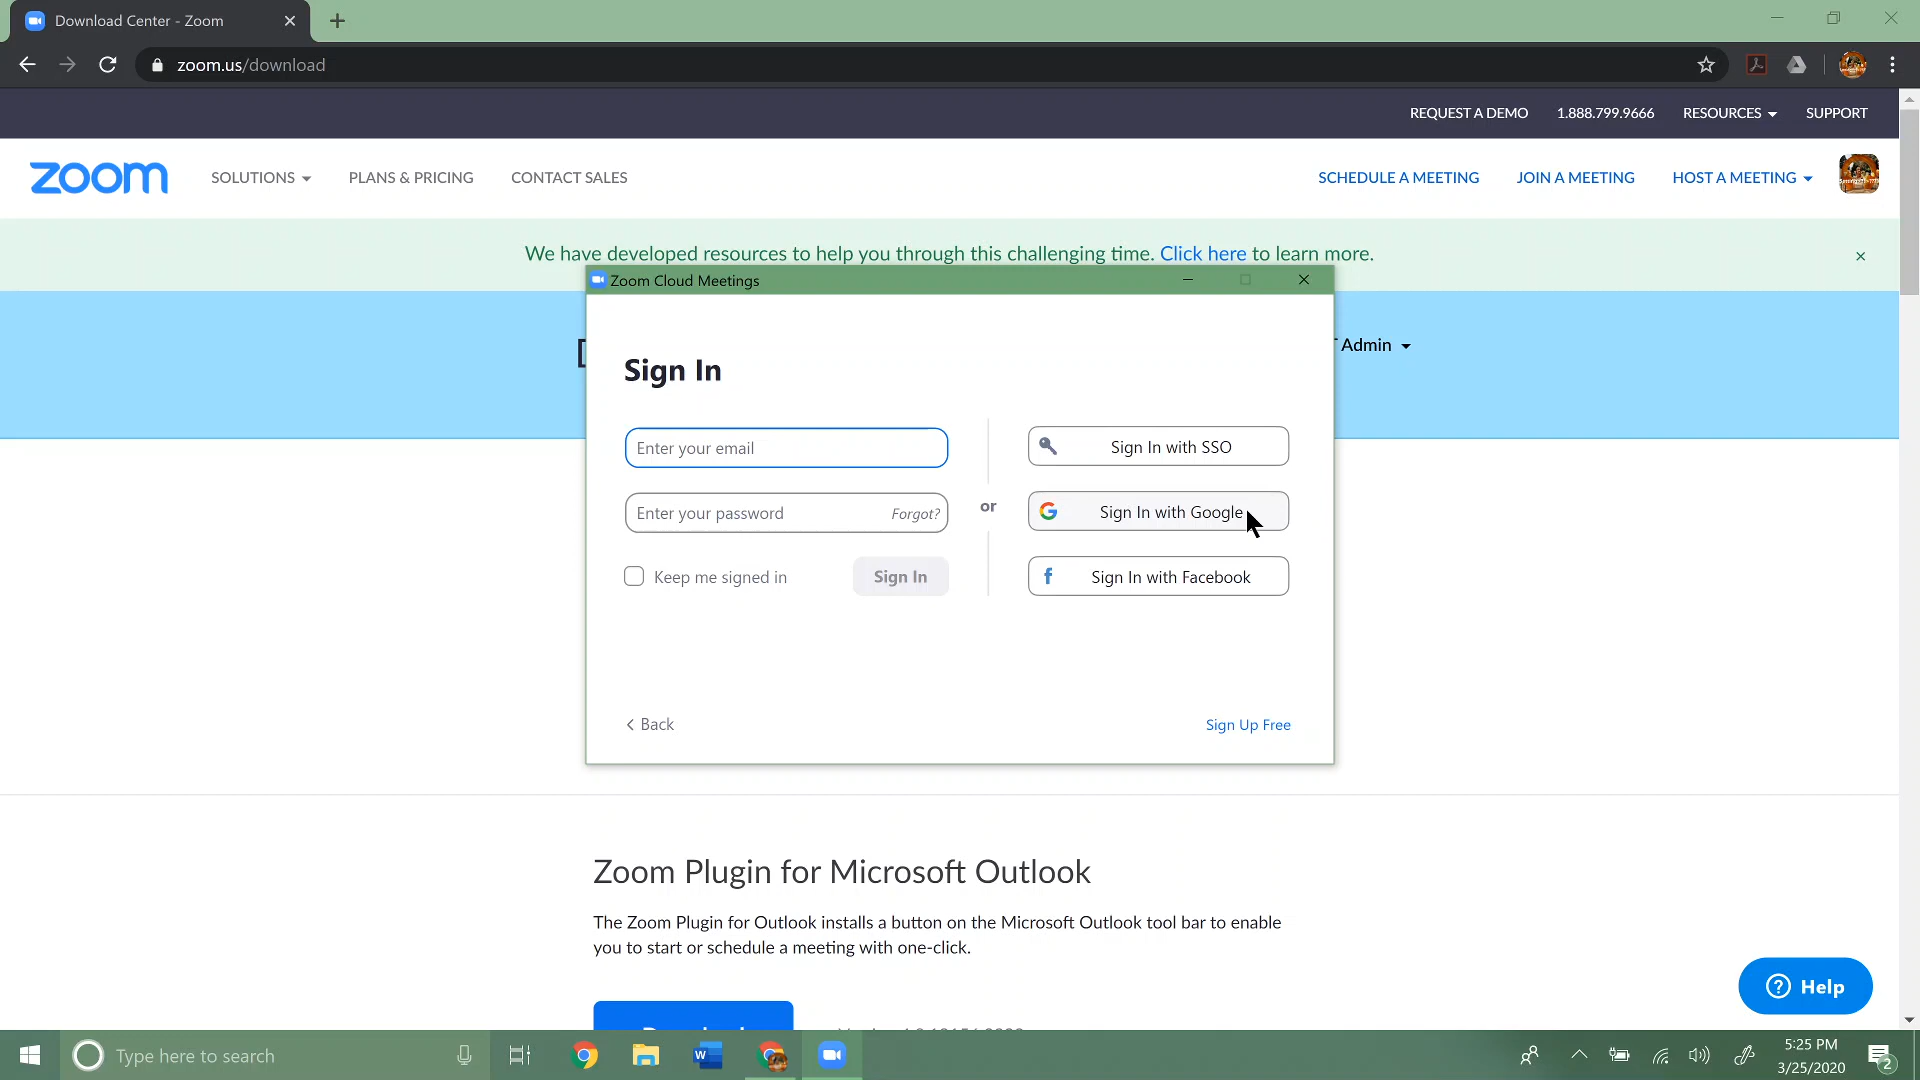 Download Center - Zoom
zoom.us/download
REQUEST A DEMO 1.888.799.9666 RESOURCES SUPPORT
zoom SOLUTIONS PLANS & PRICING CONTACT SALES SCHEDULE A MEETING JOIN A MEETING HOST A MEETING
We have developed resources to help you through this challenging time. Click here to learn more.
Zoom Cloud Meetings
Admin
Sign In
Enter your email
Sign In with SSO
Enter your password Forgot?
or
Sign In with Google
Keep me signed in
Sign In
Sign In with Facebook
Back
Sign Up Free
Zoom Plugin for Microsoft Outlook
The Zoom Plugin for Outlook installs a button on the Microsoft Outlook tool bar to enable
you to start or schedule a meeting with one-click.
Help
Type here to search
5:25 PM
3/25/2020
2